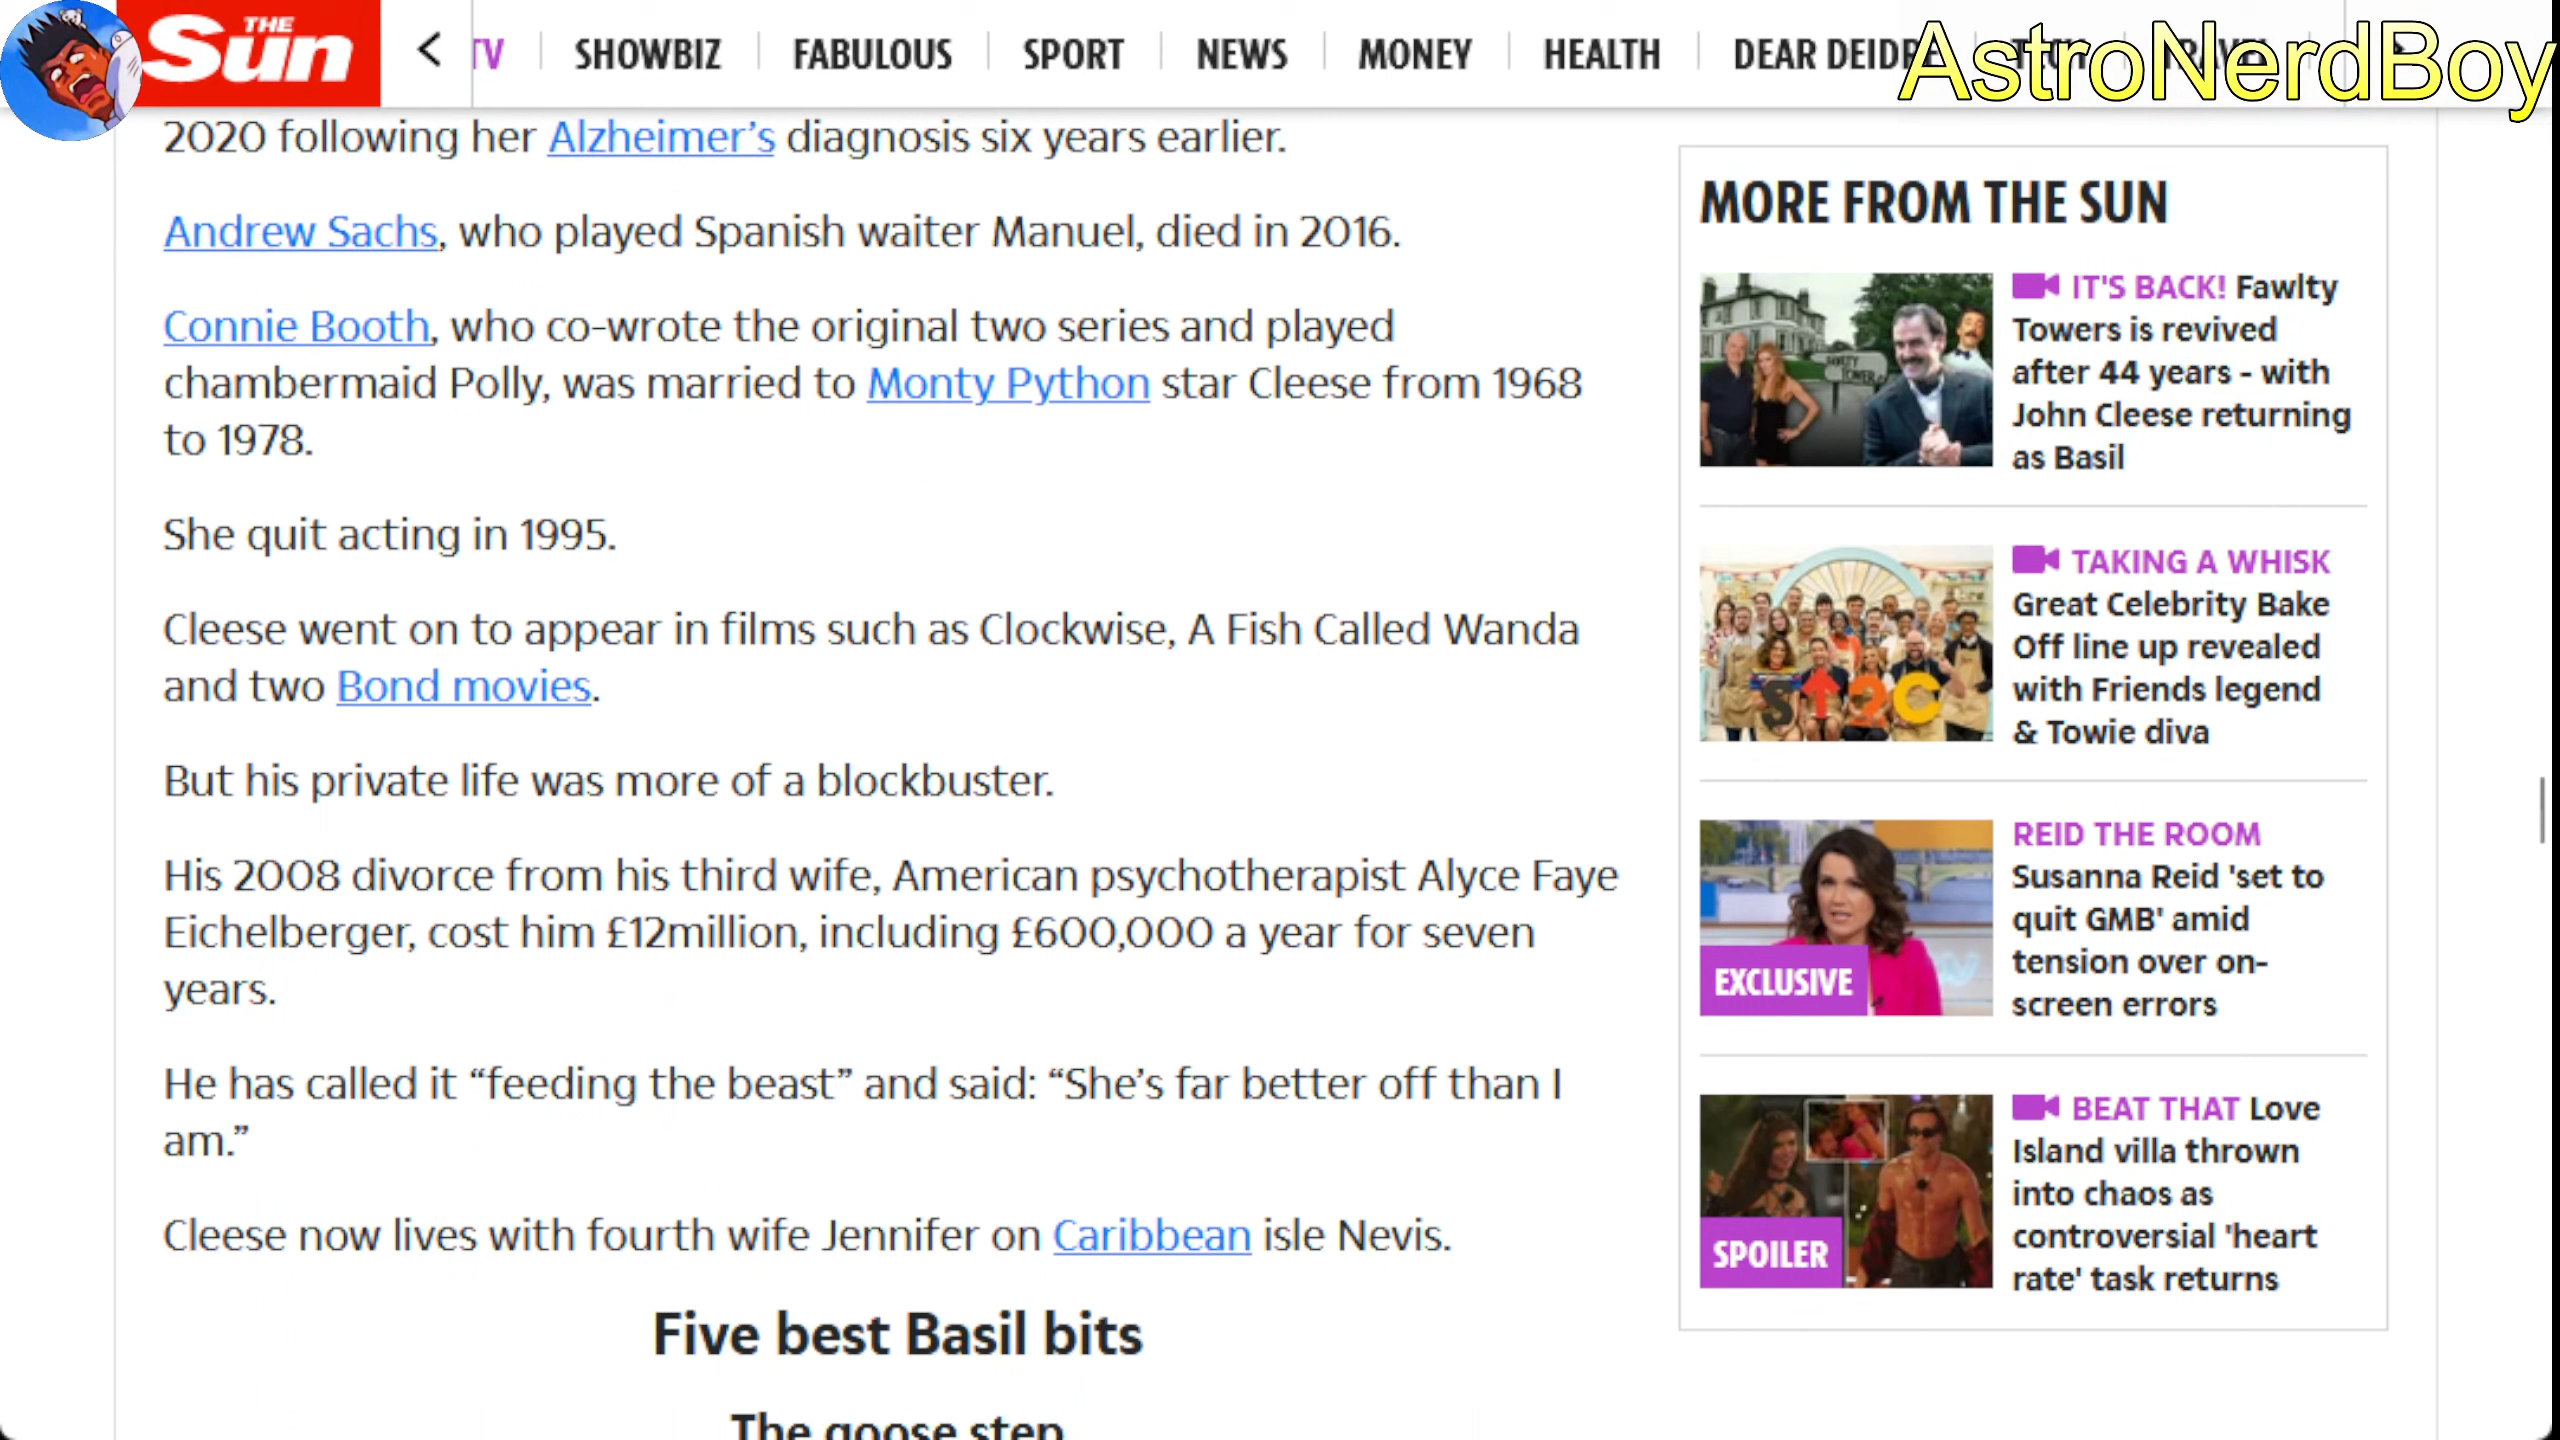 THE
Sun
TV
SHOWBIZ
FABULOUS
SPORT
NEWS
MONEY
HEALTH
DEAR DEIDRE
TECH
TRAVEL
AstroNerdBoy
2020 following her Alzheimer’s diagnosis six years earlier.
Andrew Sachs, who played Spanish waiter Manuel, died in 2016.
Connie Booth, who co-wrote the original two series and played
chambermaid Polly, was married to Monty Python star Cleese from 1968
to 1978.
She quit acting in 1995.
Cleese went on to appear in films such as Clockwise, A Fish Called Wanda
and two Bond movies.
But his private life was more of a blockbuster.
His 2008 divorce from his third wife, American psychotherapist Alyce Faye
Eichelberger, cost him £12million, including £600,000 a year for seven
years.
He has called it “feeding the beast” and said: “She’s far better off than I
am.”
Cleese now lives with fourth wife Jennifer on Caribbean isle Nevis.
Five best Basil bits
The goose step
MORE FROM THE SUN
FAWLTY
TOWERS
IT'S BACK! Fawlty
Towers is revived
after 44 years - with
John Cleese returning
as Basil
S↑2C
TAKING A WHISK
Great Celebrity Bake
Off line up revealed
with Friends legend
& Towie diva
EXCLUSIVE
REID THE ROOM
Susanna Reid 'set to
quit GMB' amid
tension over on-
screen errors
SPOILER
BEAT THAT Love
Island villa thrown
into chaos as
controversial 'heart
rate' task returns